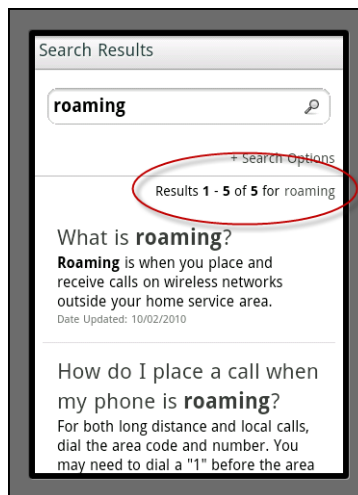 Search Results
roaming
+ Search Options
Results 1 - 5 of 5 for roaming
What is roaming?
Roaming is when you place and
receive calls on wireless networks
outside your home service area.
Date Updated: 10/02/2010
How do I place a call when
my phone is roaming?
For both long distance and local calls,
dial the area code and number. You
may need to dial a "1" before the area